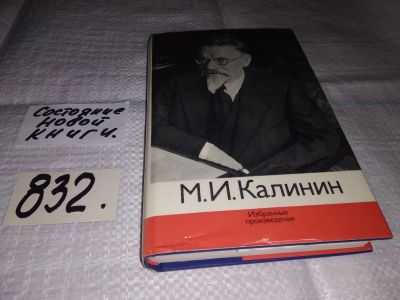 Состояние
новой
книги.
832.
М.И.Калинин
Избранные
произведения